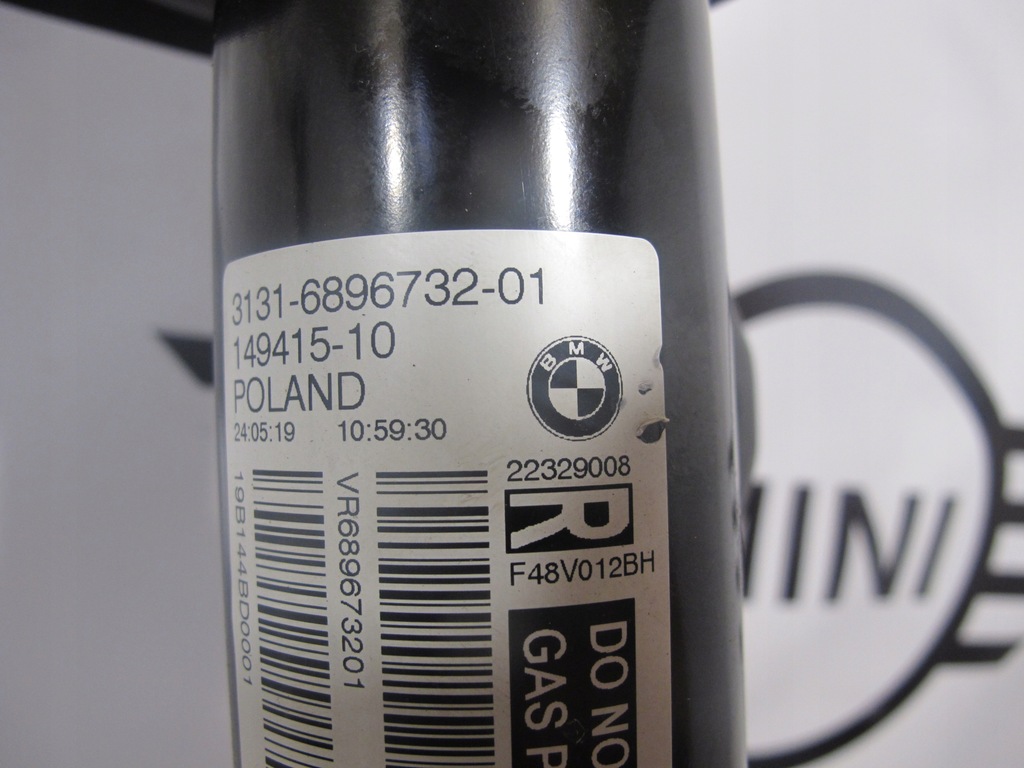 3131-6896732-01
149415-10
POLAND
24:05:19 10:59:30
BMW
22329008
R
F48V012BH
19B144BD0001
VR689673201
DO NO
GAS P
MINI